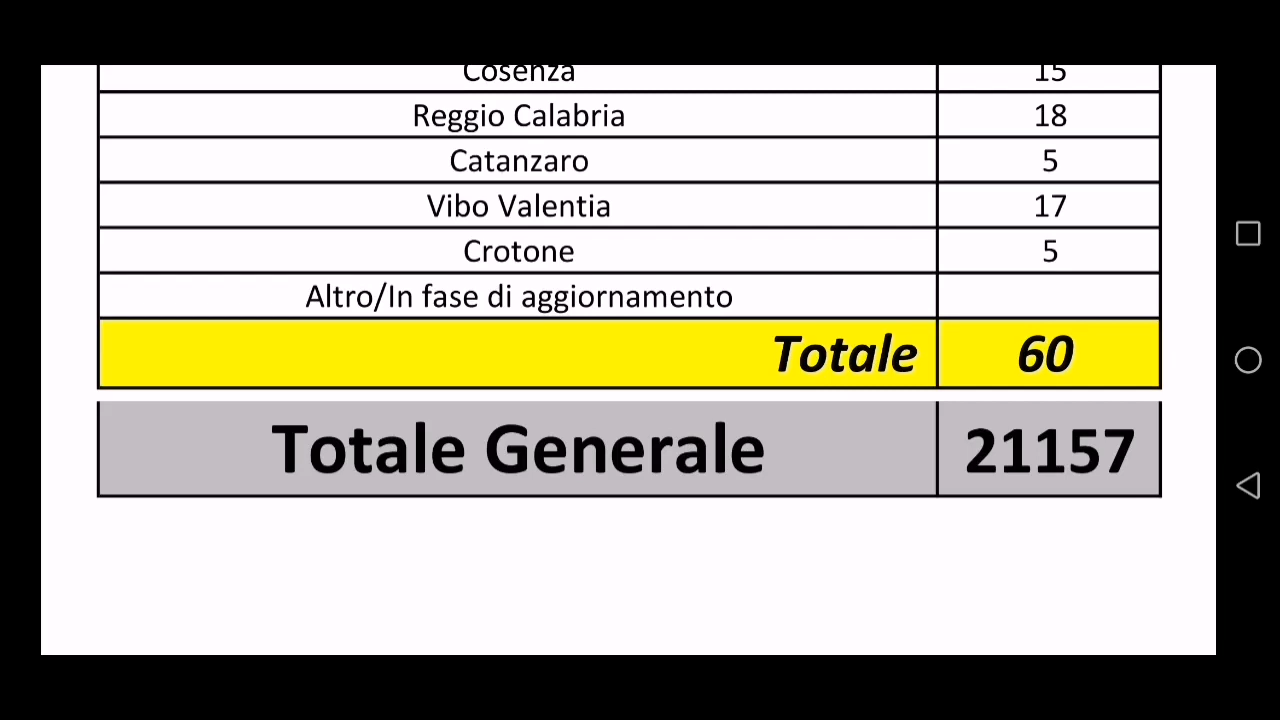 Cosenza 15
Reggio Calabria 18
Catanzaro 5
Vibo Valentia 17
Crotone 5
Altro/In fase di aggiornamento
Totale 60
Totale Generale 21157